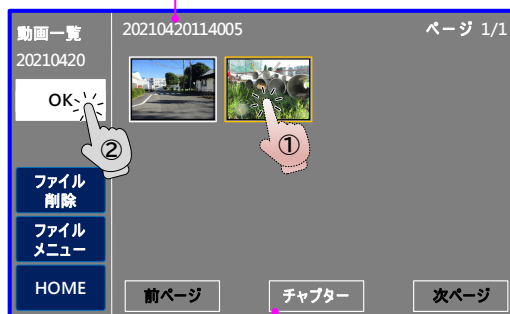 動画一覧
20210420
20210420114005
ページ 1/1
OK
①
②
ファイル
削除
ファイル
メニュー
HOME
前ページ
チャプター
次ページ